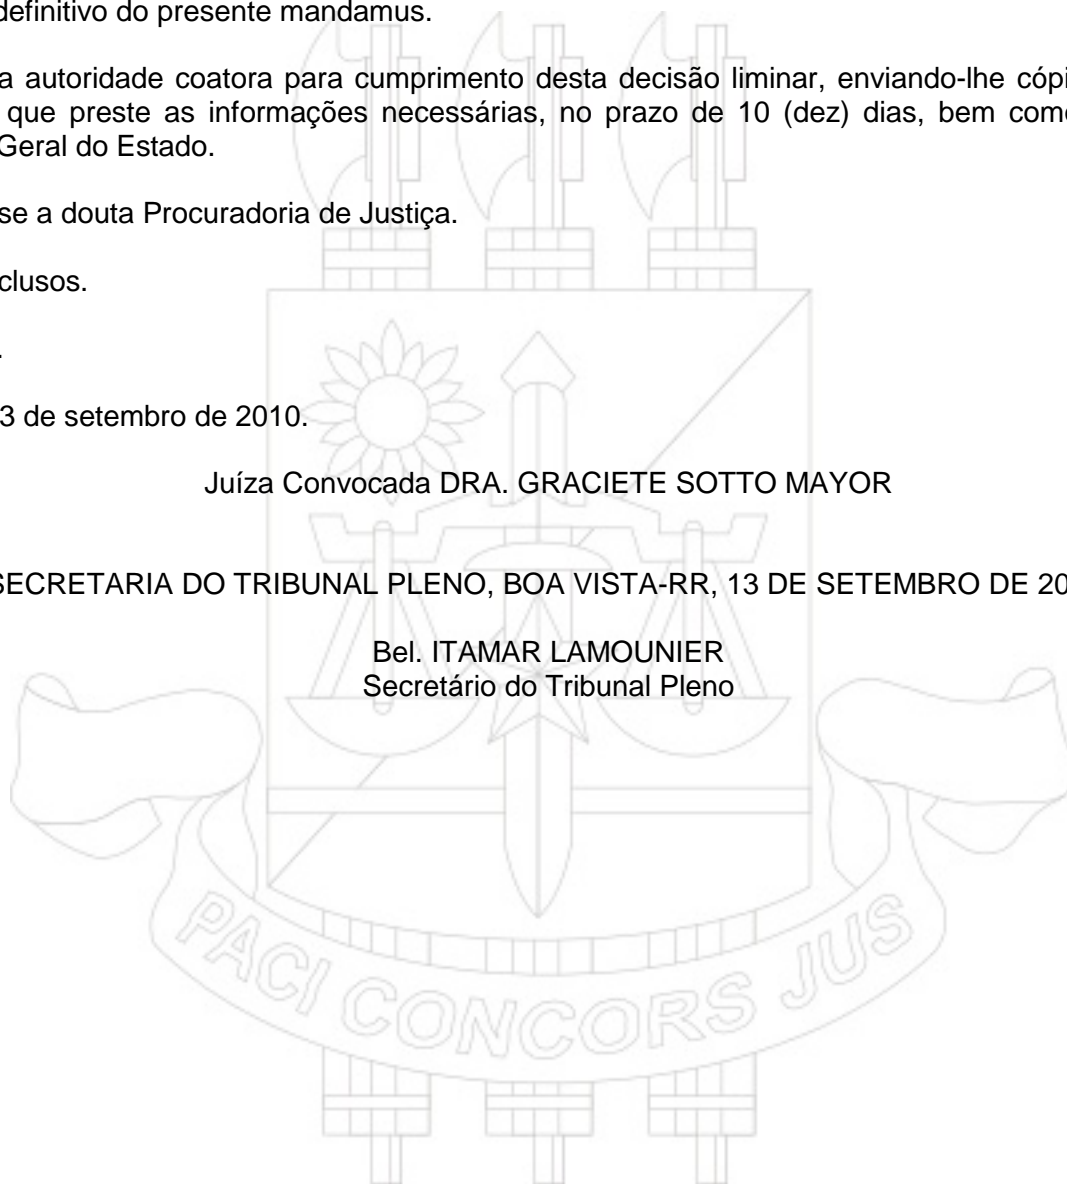 definitivo do presente mandamus.
a autoridade coatora para cumprimento desta decisão liminar, enviando-lhe cópi
que preste as informações necessárias, no prazo de 10 (dez) dias, bem como
Geral do Estado.
se a douta Procuradoria de Justiça.
clusos.
.
3 de setembro de 2010.
Juíza Convocada DRA. GRACIETE SOTTO MAYOR
SECRETARIA DO TRIBUNAL PLENO, BOA VISTA-RR, 13 DE SETEMBRO DE 20
Bel. ITAMAR LAMOUNIER
Secretário do Tribunal Pleno
PACI CONCORS JUS